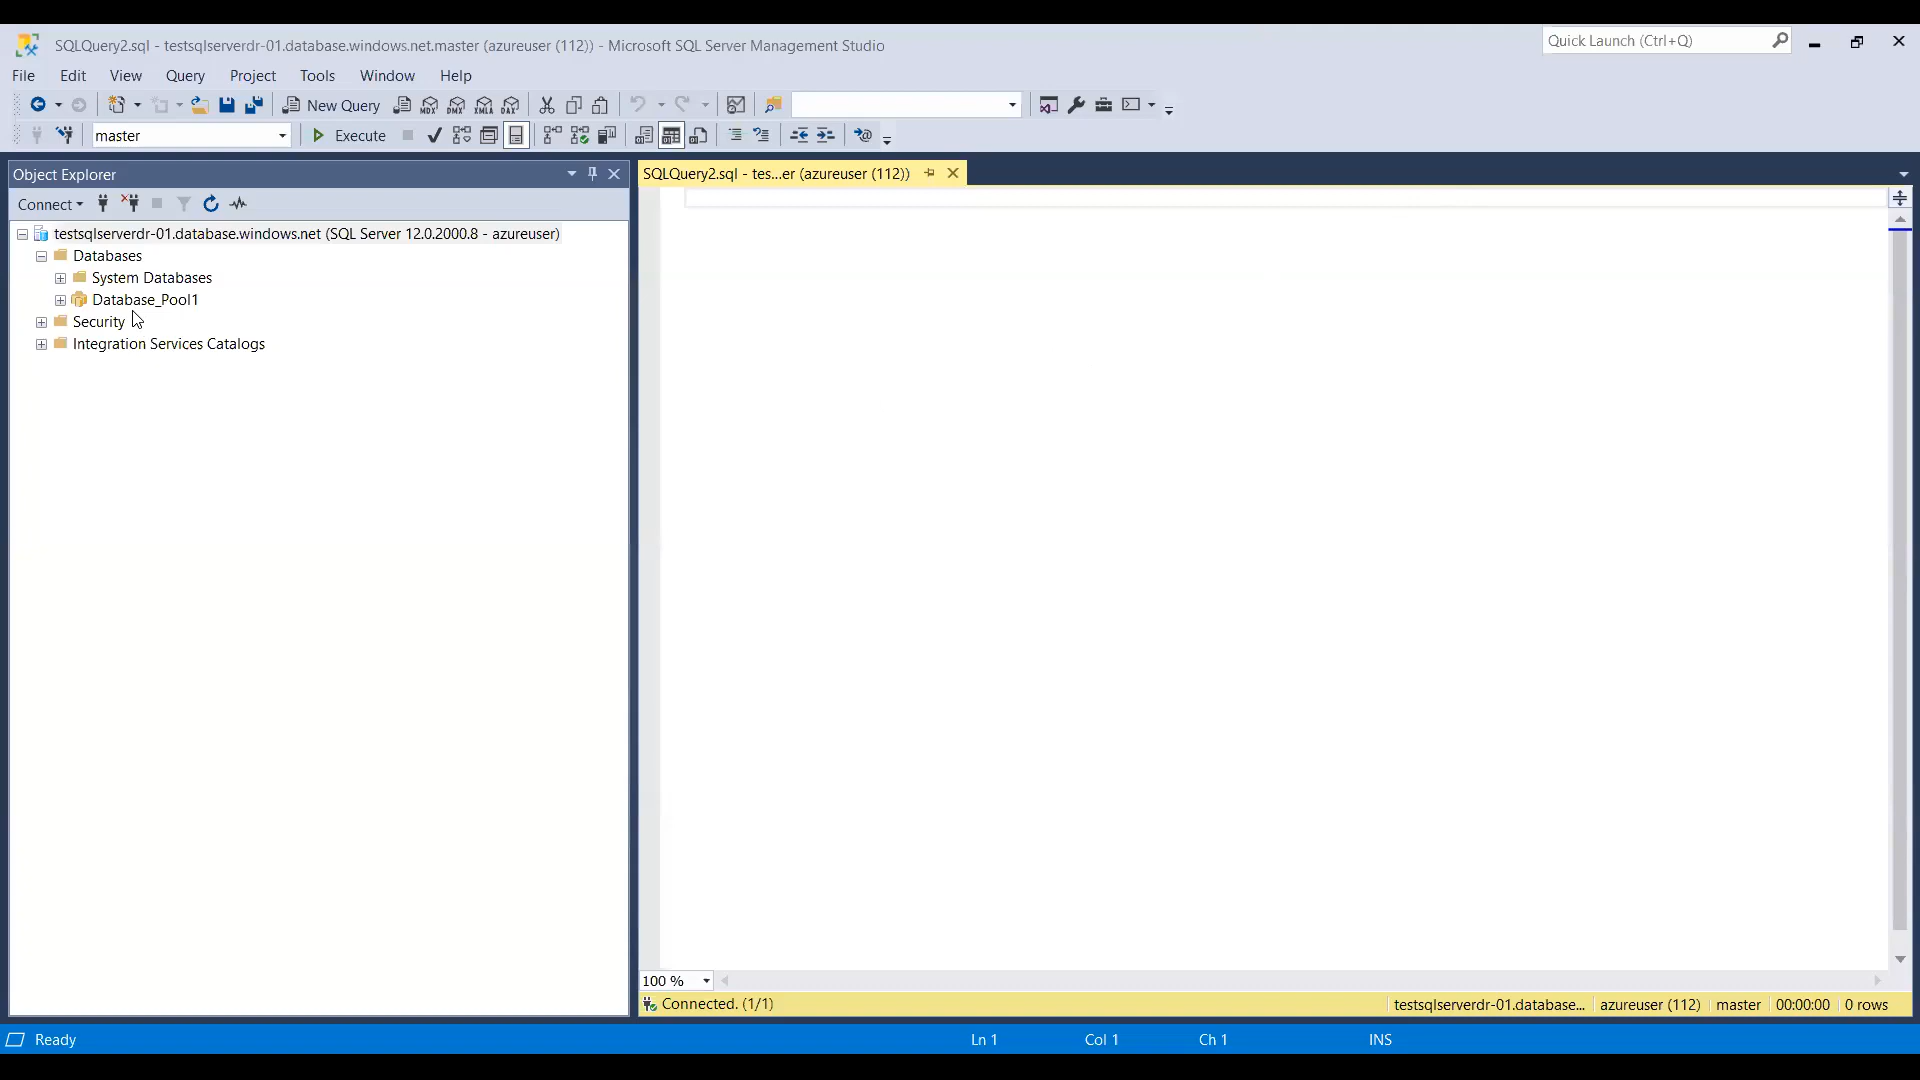 SQLQuery2.sql - testsqlserverdr-01.database.windows.net.master (azureuser (112)) - Microsoft SQL Server Management Studio
Quick Launch (Ctrl+Q)
File Edit View Query Project Tools Window Help
New Query MDX DMX XMLA DAX
master Execute
Object Explorer
SQLQuery2.sql - tes...er (azureuser (112))
Connect
testsqlserverdr-01.database.windows.net (SQL Server 12.0.2000.8 - azureuser)
Databases
System Databases
Database_Pool1
Security
Integration Services Catalogs
100 %
Connected. (1/1) testsqlserverdr-01.database... azureuser (112) master 00:00:00 0 rows
Ready Ln 1 Col 1 Ch 1 INS